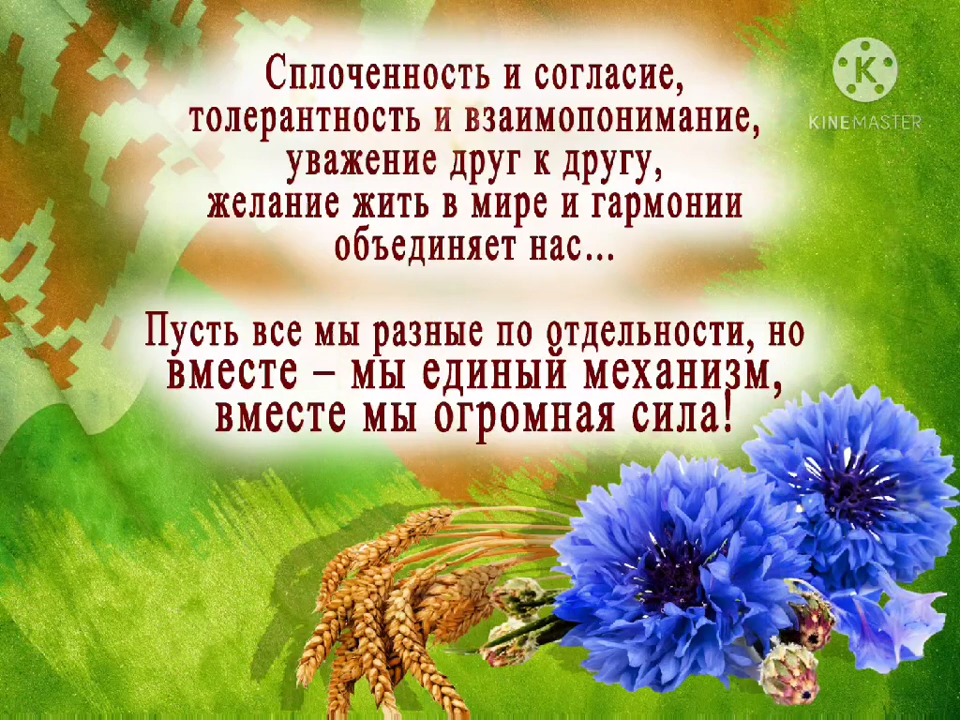 Сплоченность и согласие,
толерантность и взаимопонимание,
уважение друг к другу,
желание жить в мире и гармонии
объединяет нас...
Пусть все мы разные по отдельности, но
вместе – мы единый механизм,
вместе мы огромная сила!
K
KINEMASTER